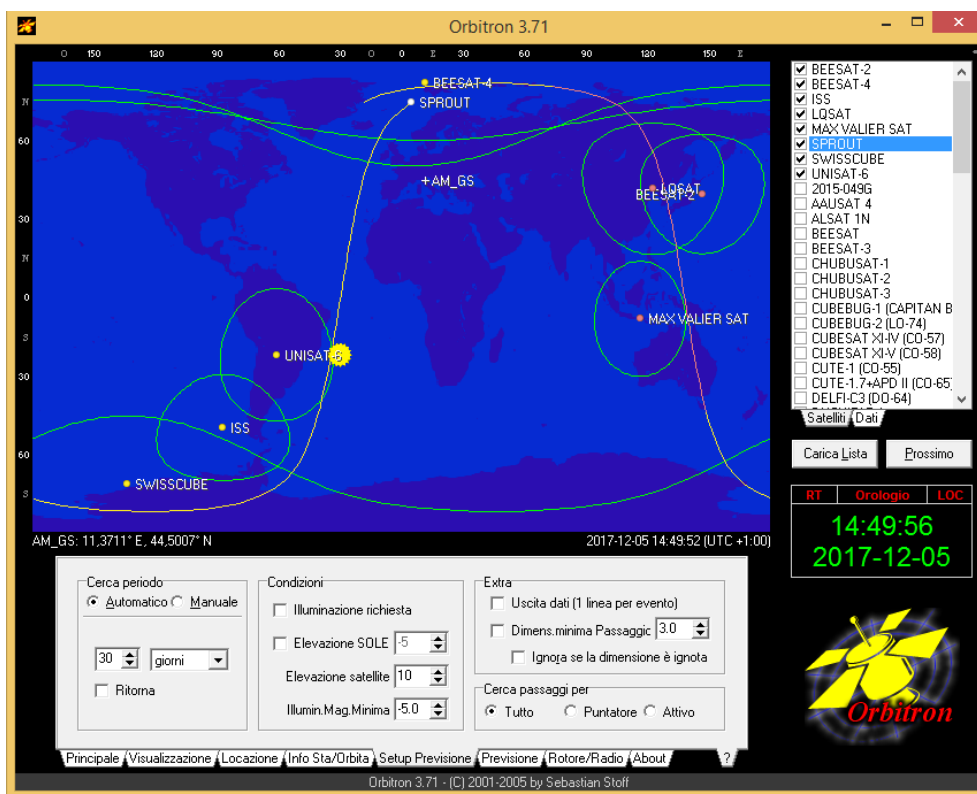 Orbitron 3.71
O 150 120 90 60 30 O 0 E 30 60 90 120 150 E
N
60
30
N
0
S
30
60
S
BEESAT-4
SPROUT
+AM_GS
LQSAT
BEESAT-2
MAX VALIER SAT
UNISAT-6
ISS
SWISSCUBE
BEESAT-2
BEESAT-4
ISS
LQSAT
MAX VALIER SAT
SPROUT
SWISSCUBE
UNISAT-6
2015-049G
AAUSAT 4
ALSAT 1N
BEESAT
BEESAT-3
CHUBUSAT-1
CHUBUSAT-2
CHUBUSAT-3
CUBEBUG-1 (CAPITAN B
CUBEBUG-2 (LO-74)
CUBESAT XI-IV (CO-57)
CUBESAT XI-V (CO-58)
CUTE-1 (CO-55)
CUTE-1.7+APD II (CO-65)
DELFI-C3 (DO-64)
Satelliti Dati
Carica Lista Prossimo
RT Orologio LOC
14:49:56
2017-12-05
AM_GS: 11,3711° E, 44,5007° N 2017-12-05 14:49:52 (UTC +1:00)
Cerca periodo
Automatico Manuale
30 giorni
Ritorna
Condizioni
Illuminazione richiesta
Elevazione SOLE -5
Elevazione satellite 10
Illumin.Mag.Minima -5.0
Extra
Uscita dati (1 linea per evento)
Dimens.minima Passaggic 3.0
Ignora se la dimensione è ignota
Cerca passaggi per
Tutto Puntatore Attivo
Orbitron
Principale Visualizzazione Locazione Info Sta/Orbita Setup Previsione Previsione Rotore/Radio About ?
Orbitron 3.71 - (C) 2001-2005 by Sebastian Stoff